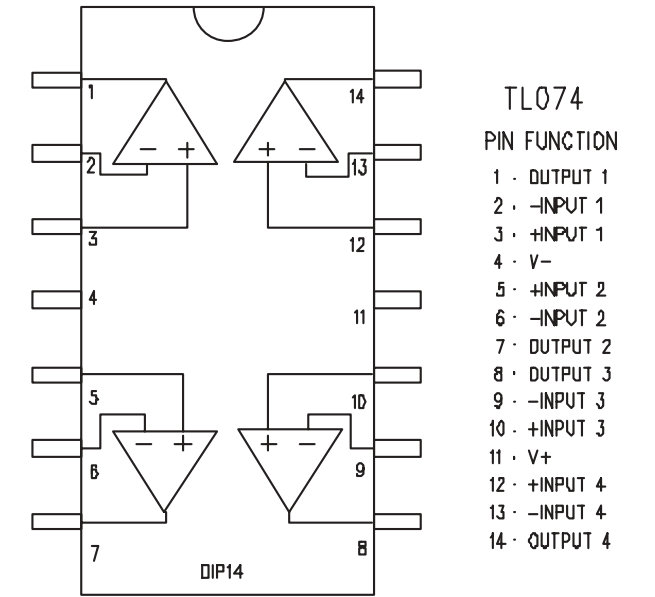 1
14
− +
+ −
2
13
3
12
4
11
5
10
− +
+ −
6
9
7
8
DIP14
TL074
PIN FUNCTION
1 · OUTPUT 1
2 · -INPUT 1
3 · +INPUT 1
4 · V-
5 · +INPUT 2
6 · -INPUT 2
7 · OUTPUT 2
8 · OUTPUT 3
9 · -INPUT 3
10 · +INPUT 3
11 · V+
12 · +INPUT 4
13 · -INPUT 4
14 · OUTPUT 4